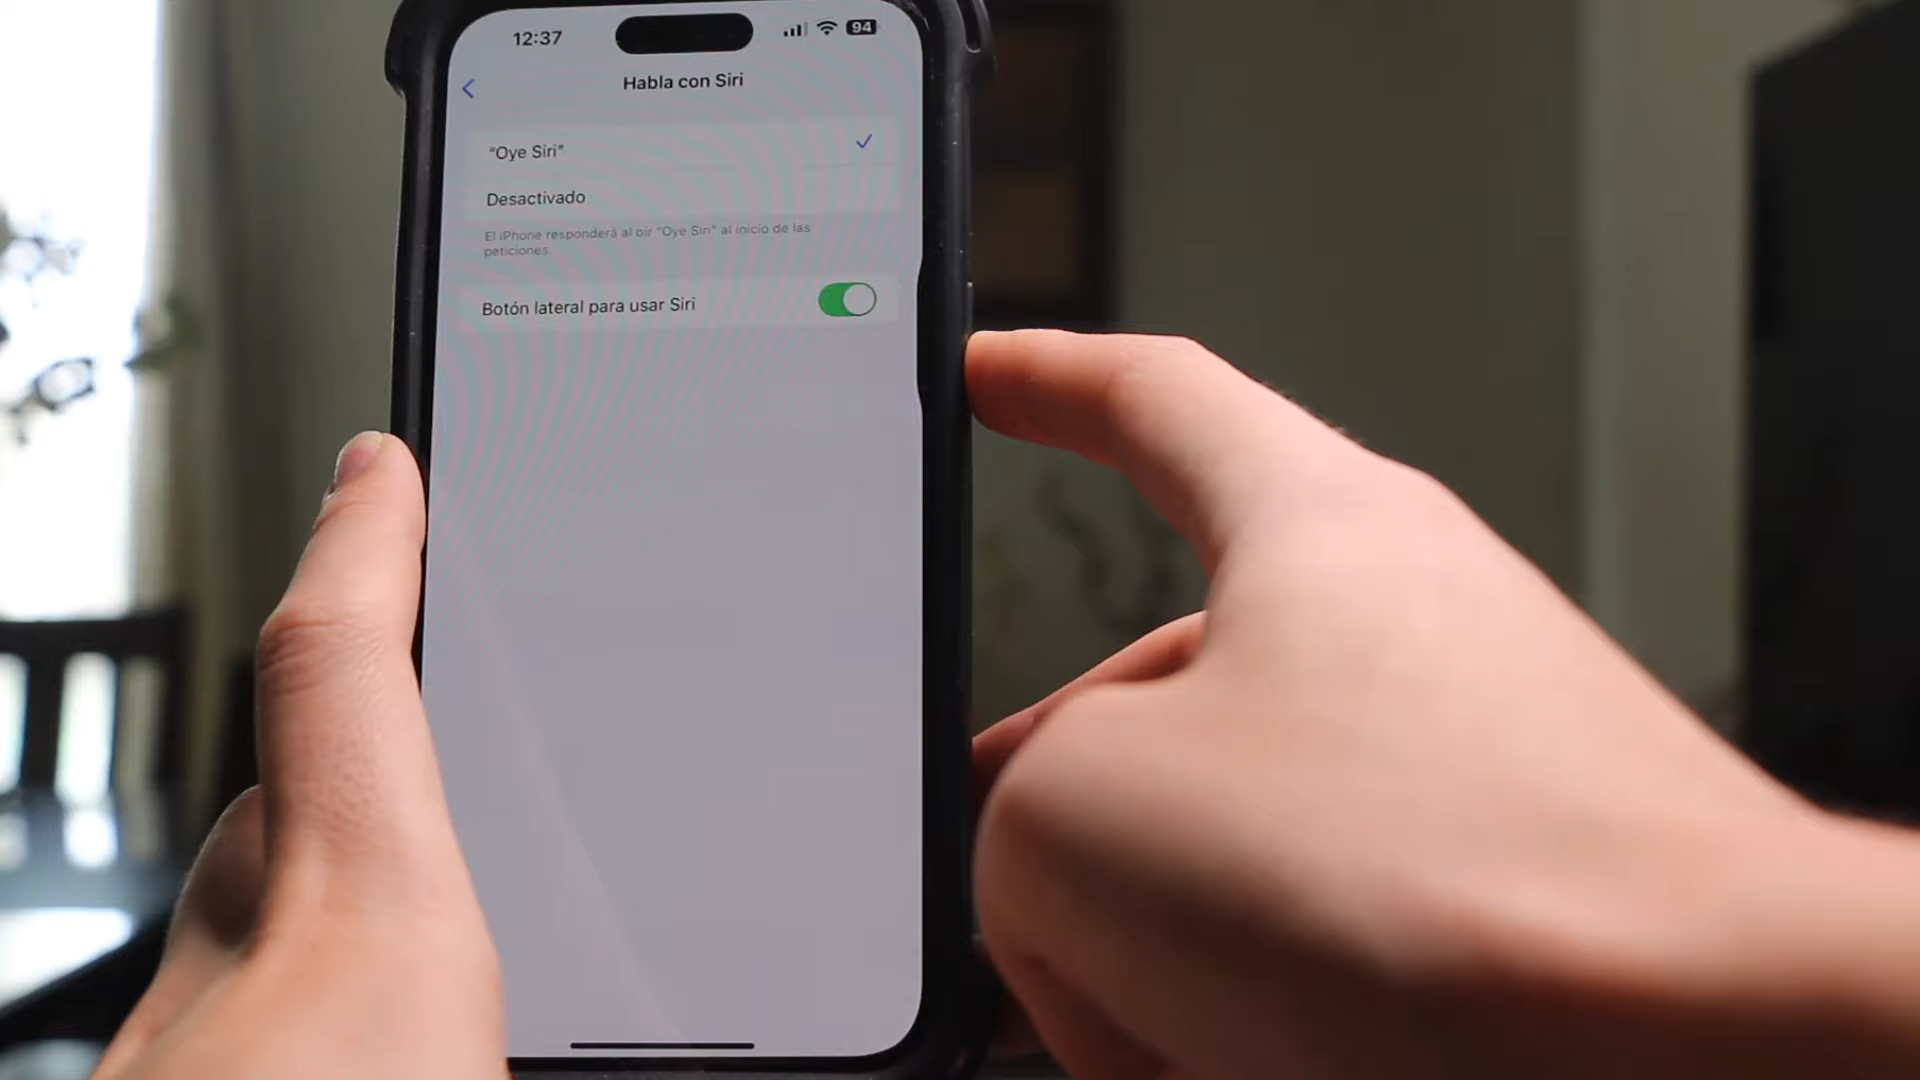 12:37
94
Habla con Siri
"Oye Siri"
Desactivado
El iPhone responderá al oír "Oye Siri" al inicio de las
peticiones.
Botón lateral para usar Siri